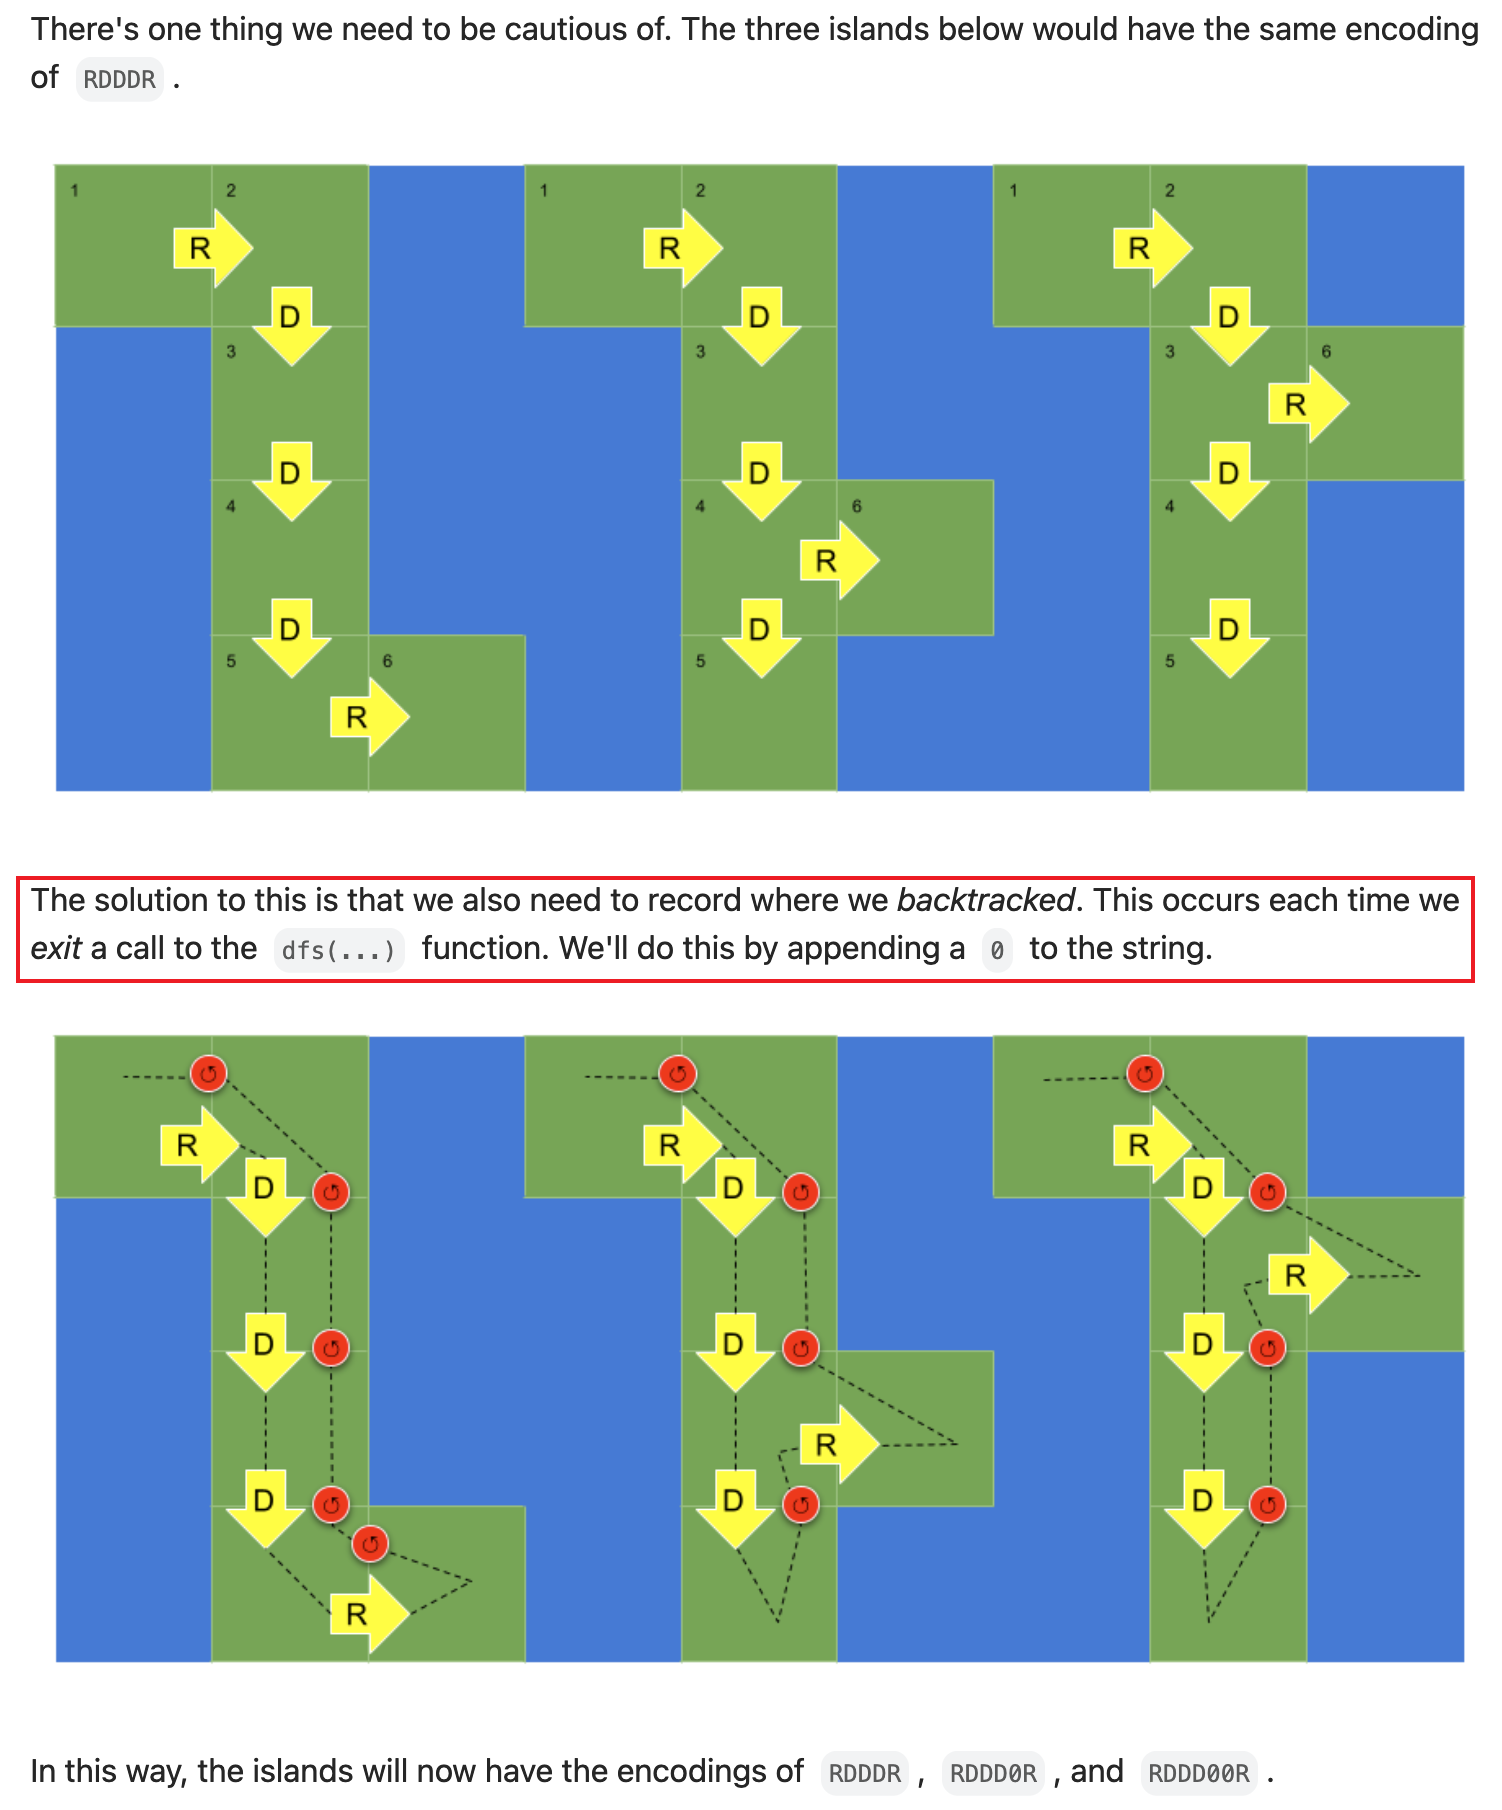 There's one thing we need to be cautious of. The three islands below would have the same encoding
of RDDDR .
1 2 1 2 1 2
R R R
D D D
3 3 3 6
R
D D D
4 4 6 4
R
D D D
5 6 5 5
R
The solution to this is that we also need to record where we backtracked. This occurs each time we
exit a call to the dfs(...) function. We'll do this by appending a 0 to the string.
R R R
D D D
R
D D D
R
D D D
R
In this way, the islands will now have the encodings of RDDDR , RDDD0R , and RDDD00R .